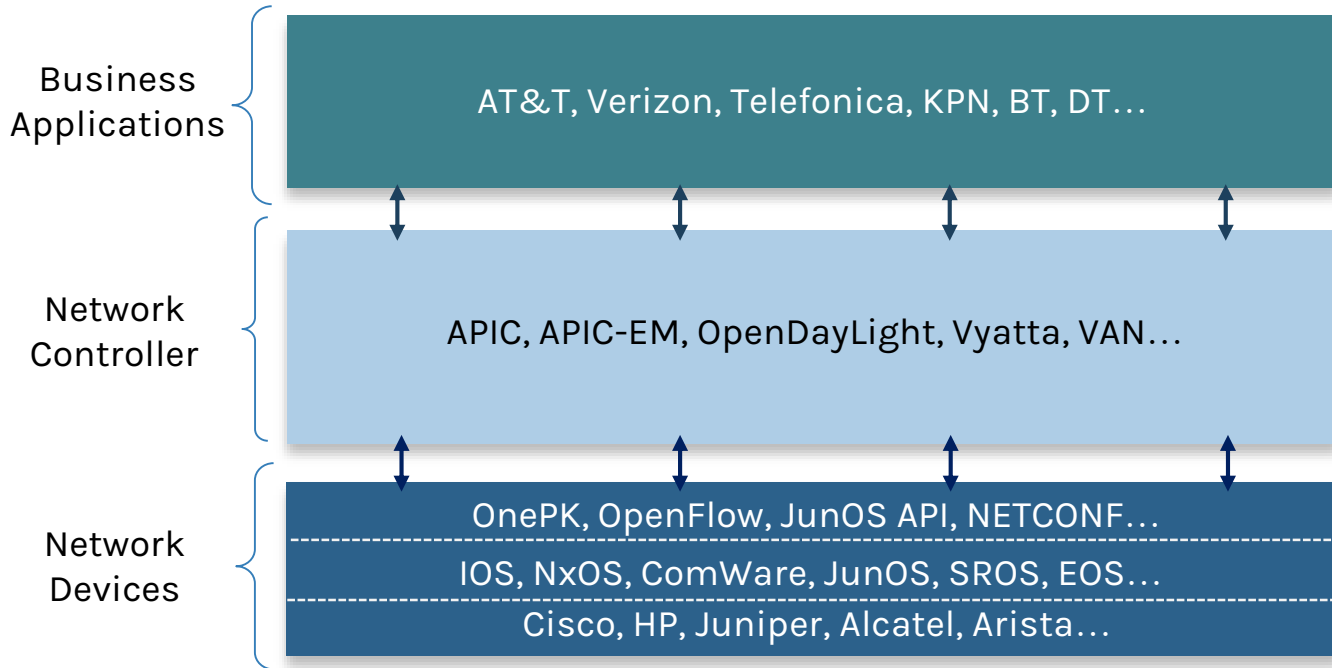 Business
Applications
AT&T, Verizon, Telefonica, KPN, BT, DT…
Network
Controller
APIC, APIC-EM, OpenDayLight, Vyatta, VAN…
Network
Devices
OnePK, OpenFlow, JunOS API, NETCONF…
IOS, NxOS, ComWare, JunOS, SROS, EOS…
Cisco, HP, Juniper, Alcatel, Arista…